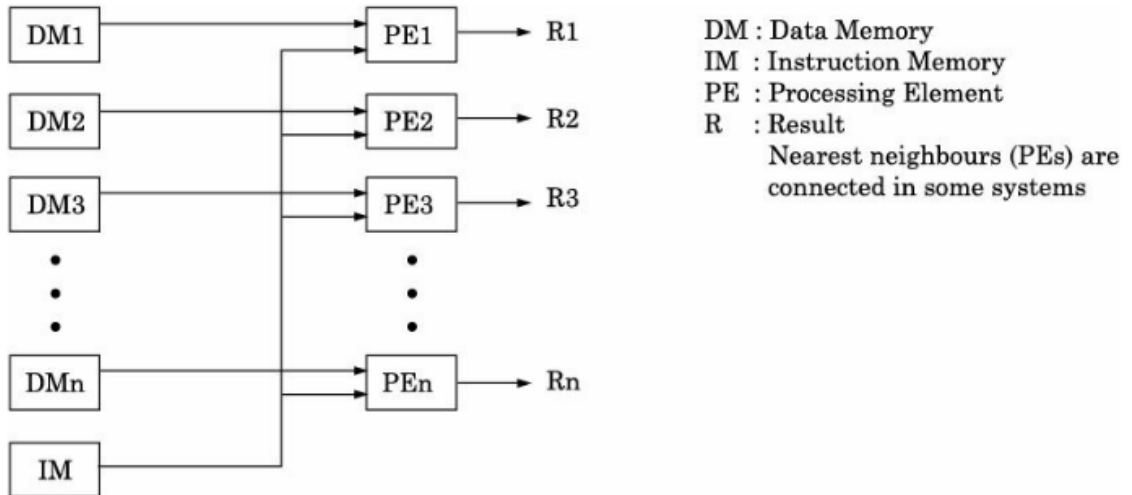 DM1 PE1 R1
DM2 PE2 R2
DM3 PE3 R3
DMn PEn Rn
IM
DM : Data Memory
IM : Instruction Memory
PE : Processing Element
R : Result
Nearest neighbours (PEs) are
connected in some systems